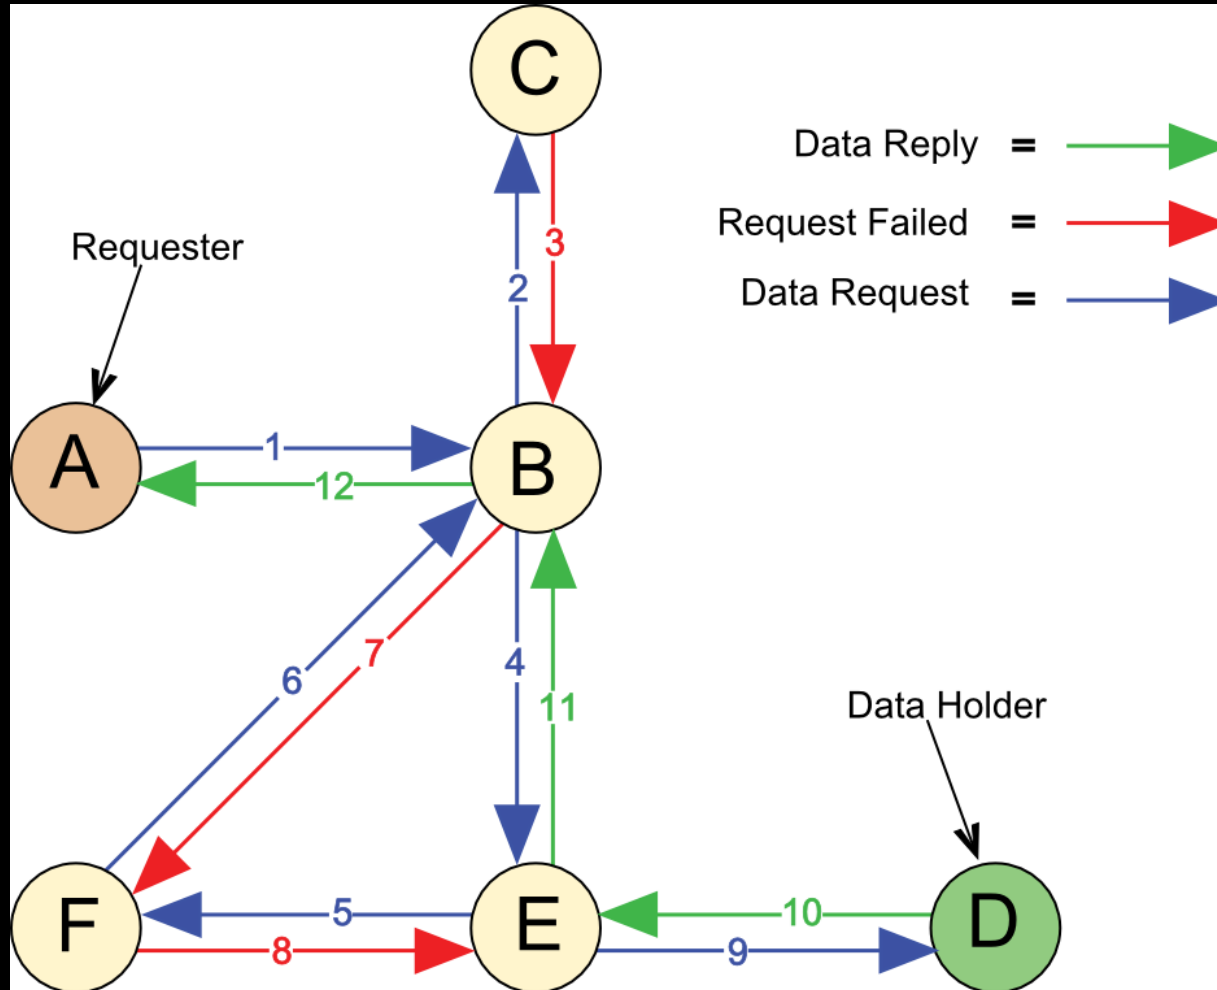 C
Data Reply =
Request Failed =
Data Request =
Requester
3
2
A
1
12
B
6
7
4
11
Data Holder
F
5
8
E
10
9
D